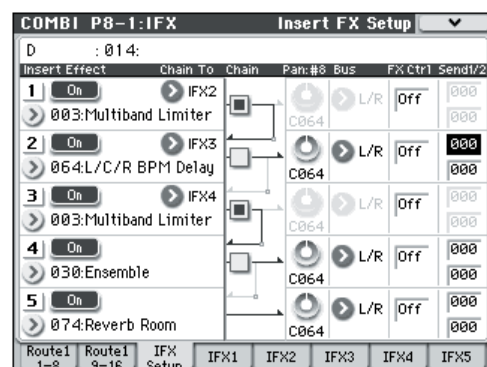 COMBI P8-1:IFX Insert FX Setup
D :014:
Insert Effect Chain To Chain Pan:#8 Bus FX Ctrl Send1/2
1 On IFX2 L/R Off 000
003:Multiband Limiter C064 000
2 On IFX3 L/R Off 000
064:L/C/R BPM Delay C064 000
3 On IFX4 L/R Off 000
003:Multiband Limiter C064 000
4 On L/R Off 000
030:Ensemble C064 000
5 On L/R Off 000
074:Reverb Room C064 000
Route1 Route1 IFX IFX1 IFX2 IFX3 IFX4 IFX5
1-8 9-16 Setup